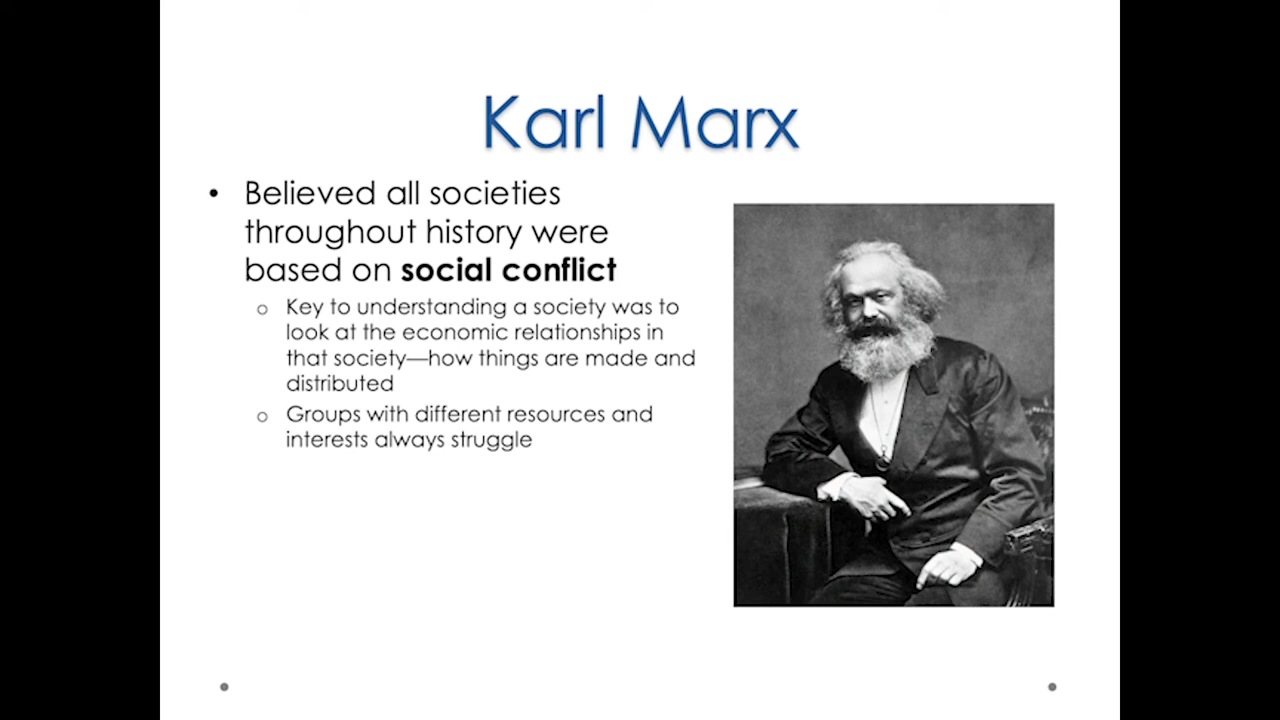 Karl Marx
• Believed all societies
throughout history were
based on social conflict
o Key to understanding a society was to
look at the economic relationships in
that society—how things are made and
distributed
o Groups with different resources and
interests always struggle